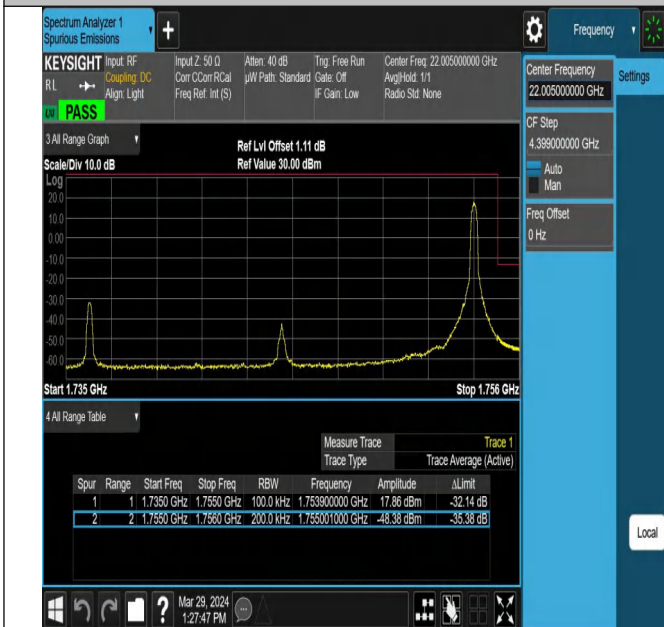 Spectrum Analyzer 1
Spurious Emissions
+
Frequency
KEYSIGHT
RL
Input: RF
Coupling: DC
Align: Light
Input Z: 50 Ω
Corr CCorr RCal
Freq Ref: Int (S)
Atten: 40 dB
µW Path: Standard
Trig: Free Run
Gate: Off
IF Gain: Low
Center Freq: 22.005000000 GHz
Avg|Hold: 1/1
Radio Std: None
PASS
Center Frequency
22.005000000 GHz
Settings
CF Step
4.399000000 GHz
Auto
Man
Freq Offset
0 Hz
3 All Range Graph
Ref Lvl Offset 1.11 dB
Scale/Div 10.0 dB
Ref Value 30.00 dBm
Log
20.0
10.0
0.00
-10.0
-20.0
-30.0
-40.0
-50.0
-60.0
Start 1.735 GHz
Stop 1.756 GHz
4 All Range Table
Measure Trace Trace 1
Trace Type Trace Average (Active)
Spur Range Start Freq Stop Freq RBW Frequency Amplitude ΔLimit
1 1 1.7350 GHz 1.7550 GHz 100.0 kHz 1.753900000 GHz 17.86 dBm -32.14 dB
2 2 1.7550 GHz 1.7560 GHz 200.0 kHz 1.755001000 GHz -48.38 dBm -35.38 dB
Local
?
Mar 29, 2024
1:27:47 PM